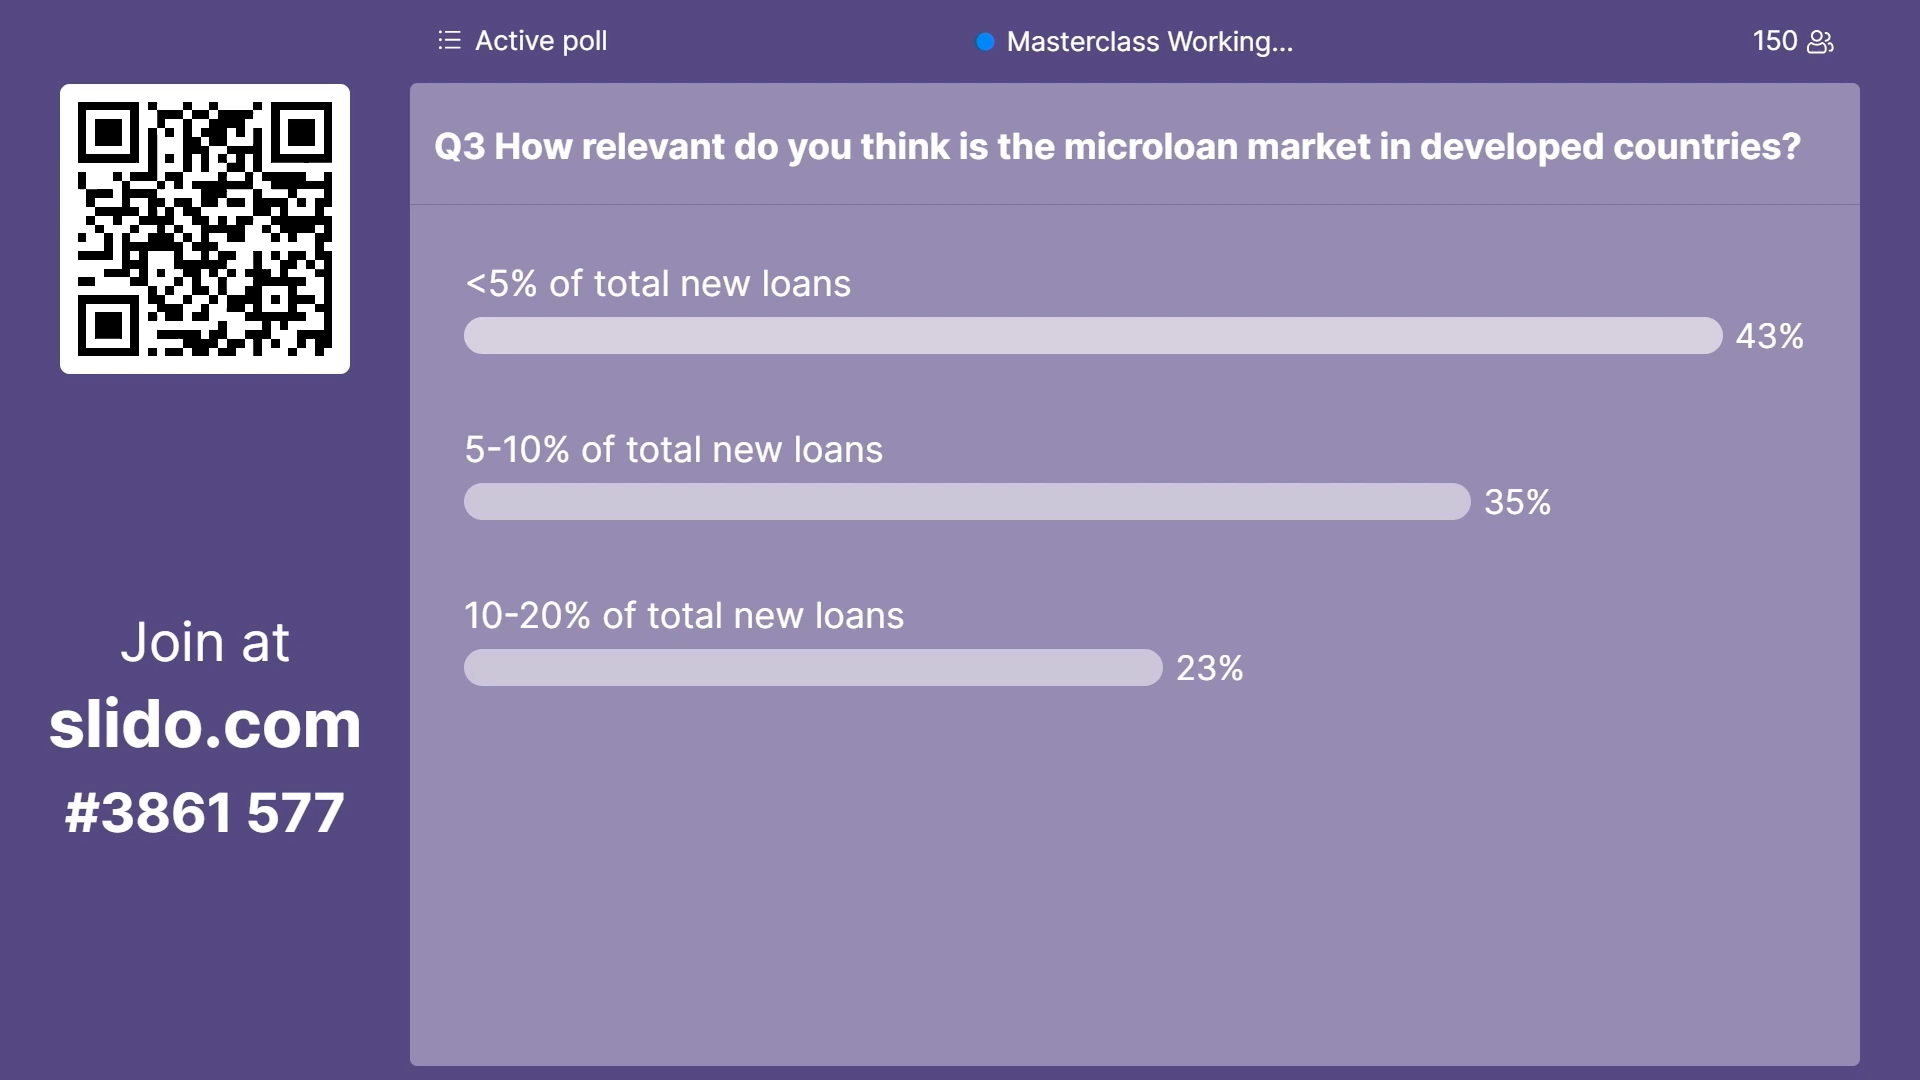 Active poll
Masterclass Working...
150
Q3 How relevant do you think is the microloan market in developed countries?
<5% of total new loans
43%
5-10% of total new loans
35%
10-20% of total new loans
23%
Join at
slido.com
#3861 577